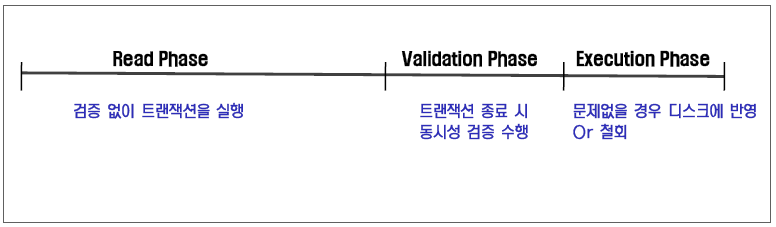 Read Phase
Validation Phase
Execution Phase
검증 없이 트랜잭션을 실행
트랜잭션 종료 시
동시성 검증 수행
문제없을 경우 디스크에 반영
Or 철회